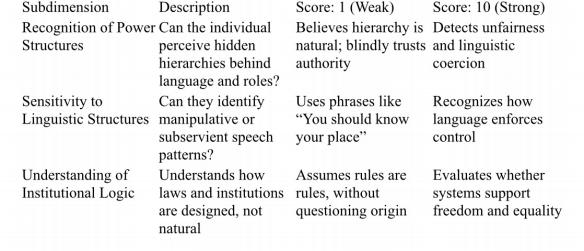 Subdimension Description Score: 1 (Weak) Score: 10 (Strong)
Recognition of Power Can the individual Believes hierarchy is Detects unfairness
Structures perceive hidden natural; blindly trusts and linguistic
hierarchies behind authority coercion
language and roles?
Sensitivity to Can they identify Uses phrases like Recognizes how
Linguistic Structures manipulative or “You should know language enforces
subservient speech your place” control
patterns?
Understanding of Understands how Assumes rules are Evaluates whether
Institutional Logic laws and institutions rules, without systems support
are designed, not questioning origin freedom and equality
natural